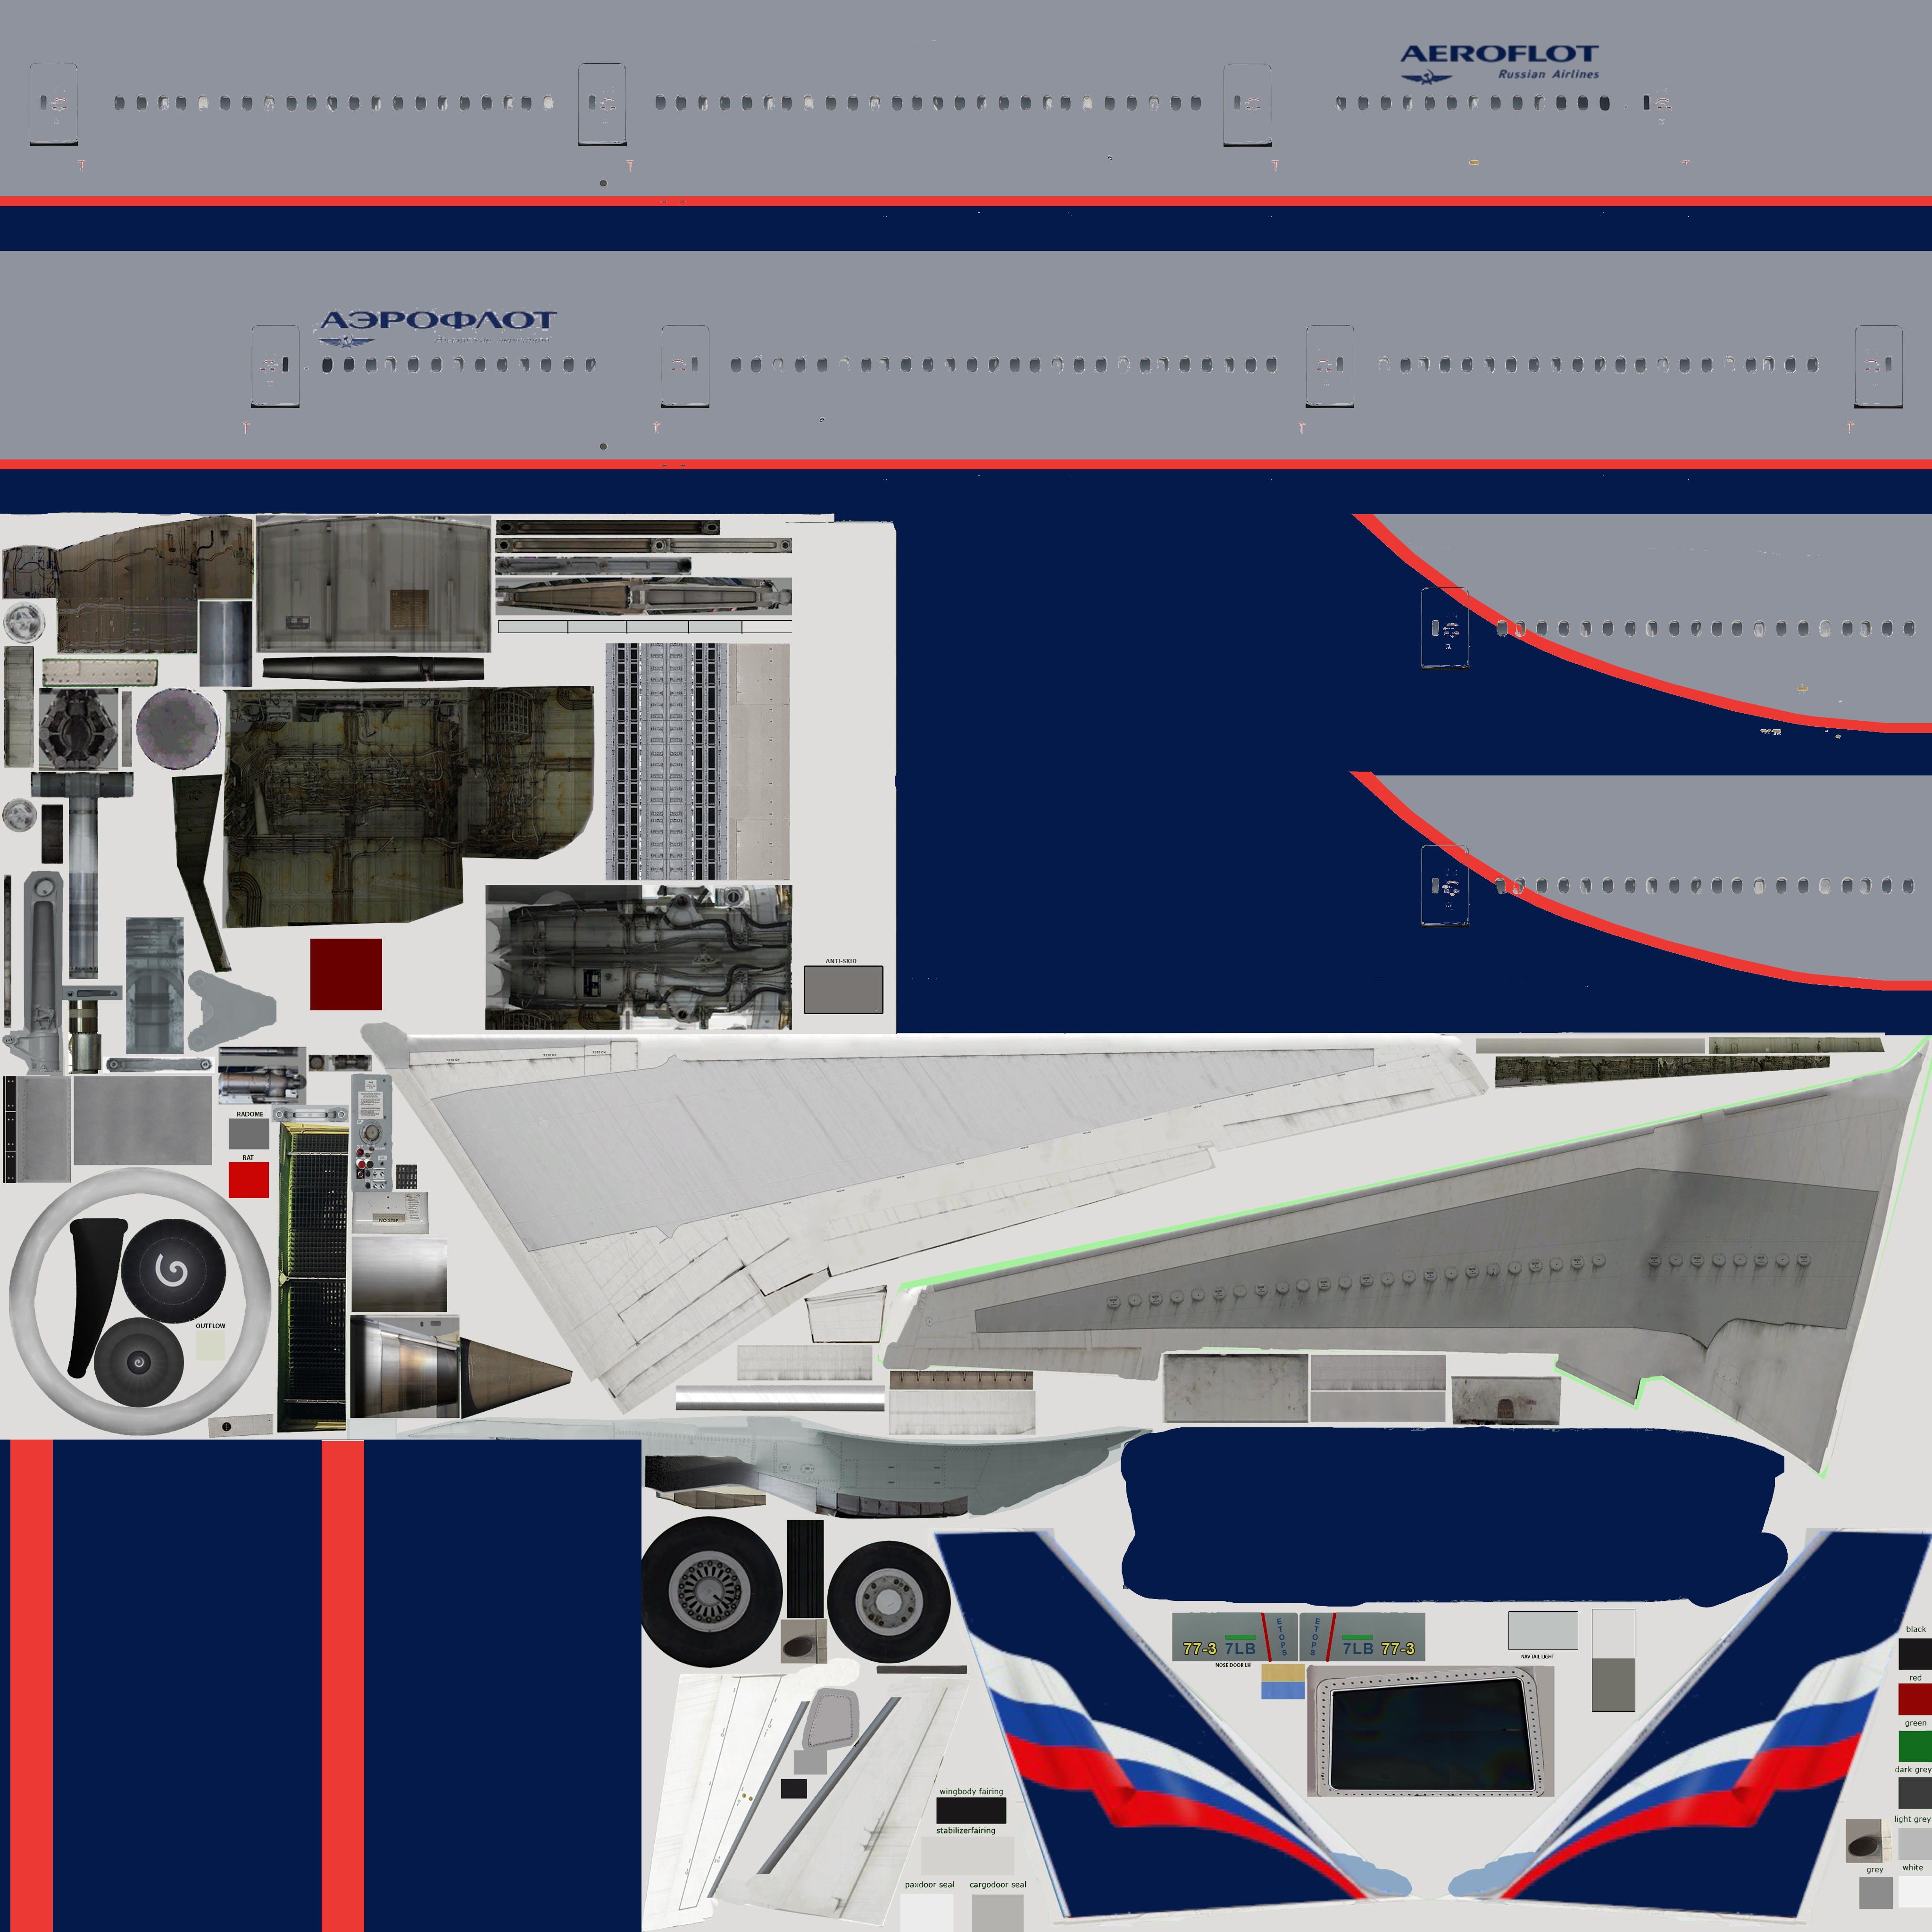 AEROFLOT
Russian Airlines
АЭРОФЛОТ
ANTI-SKID
RADOME
RAT
NO STEP
OUTFLOW
77-3 7LB ETOPS
ETOPS 7LB 77-3
NOSE DOOR LH
NAV TAIL LIGHT
black
red
green
dark grey
light grey
grey
white
wingbody fairing
stabilizerfairing
paxdoor seal
cargodoor seal